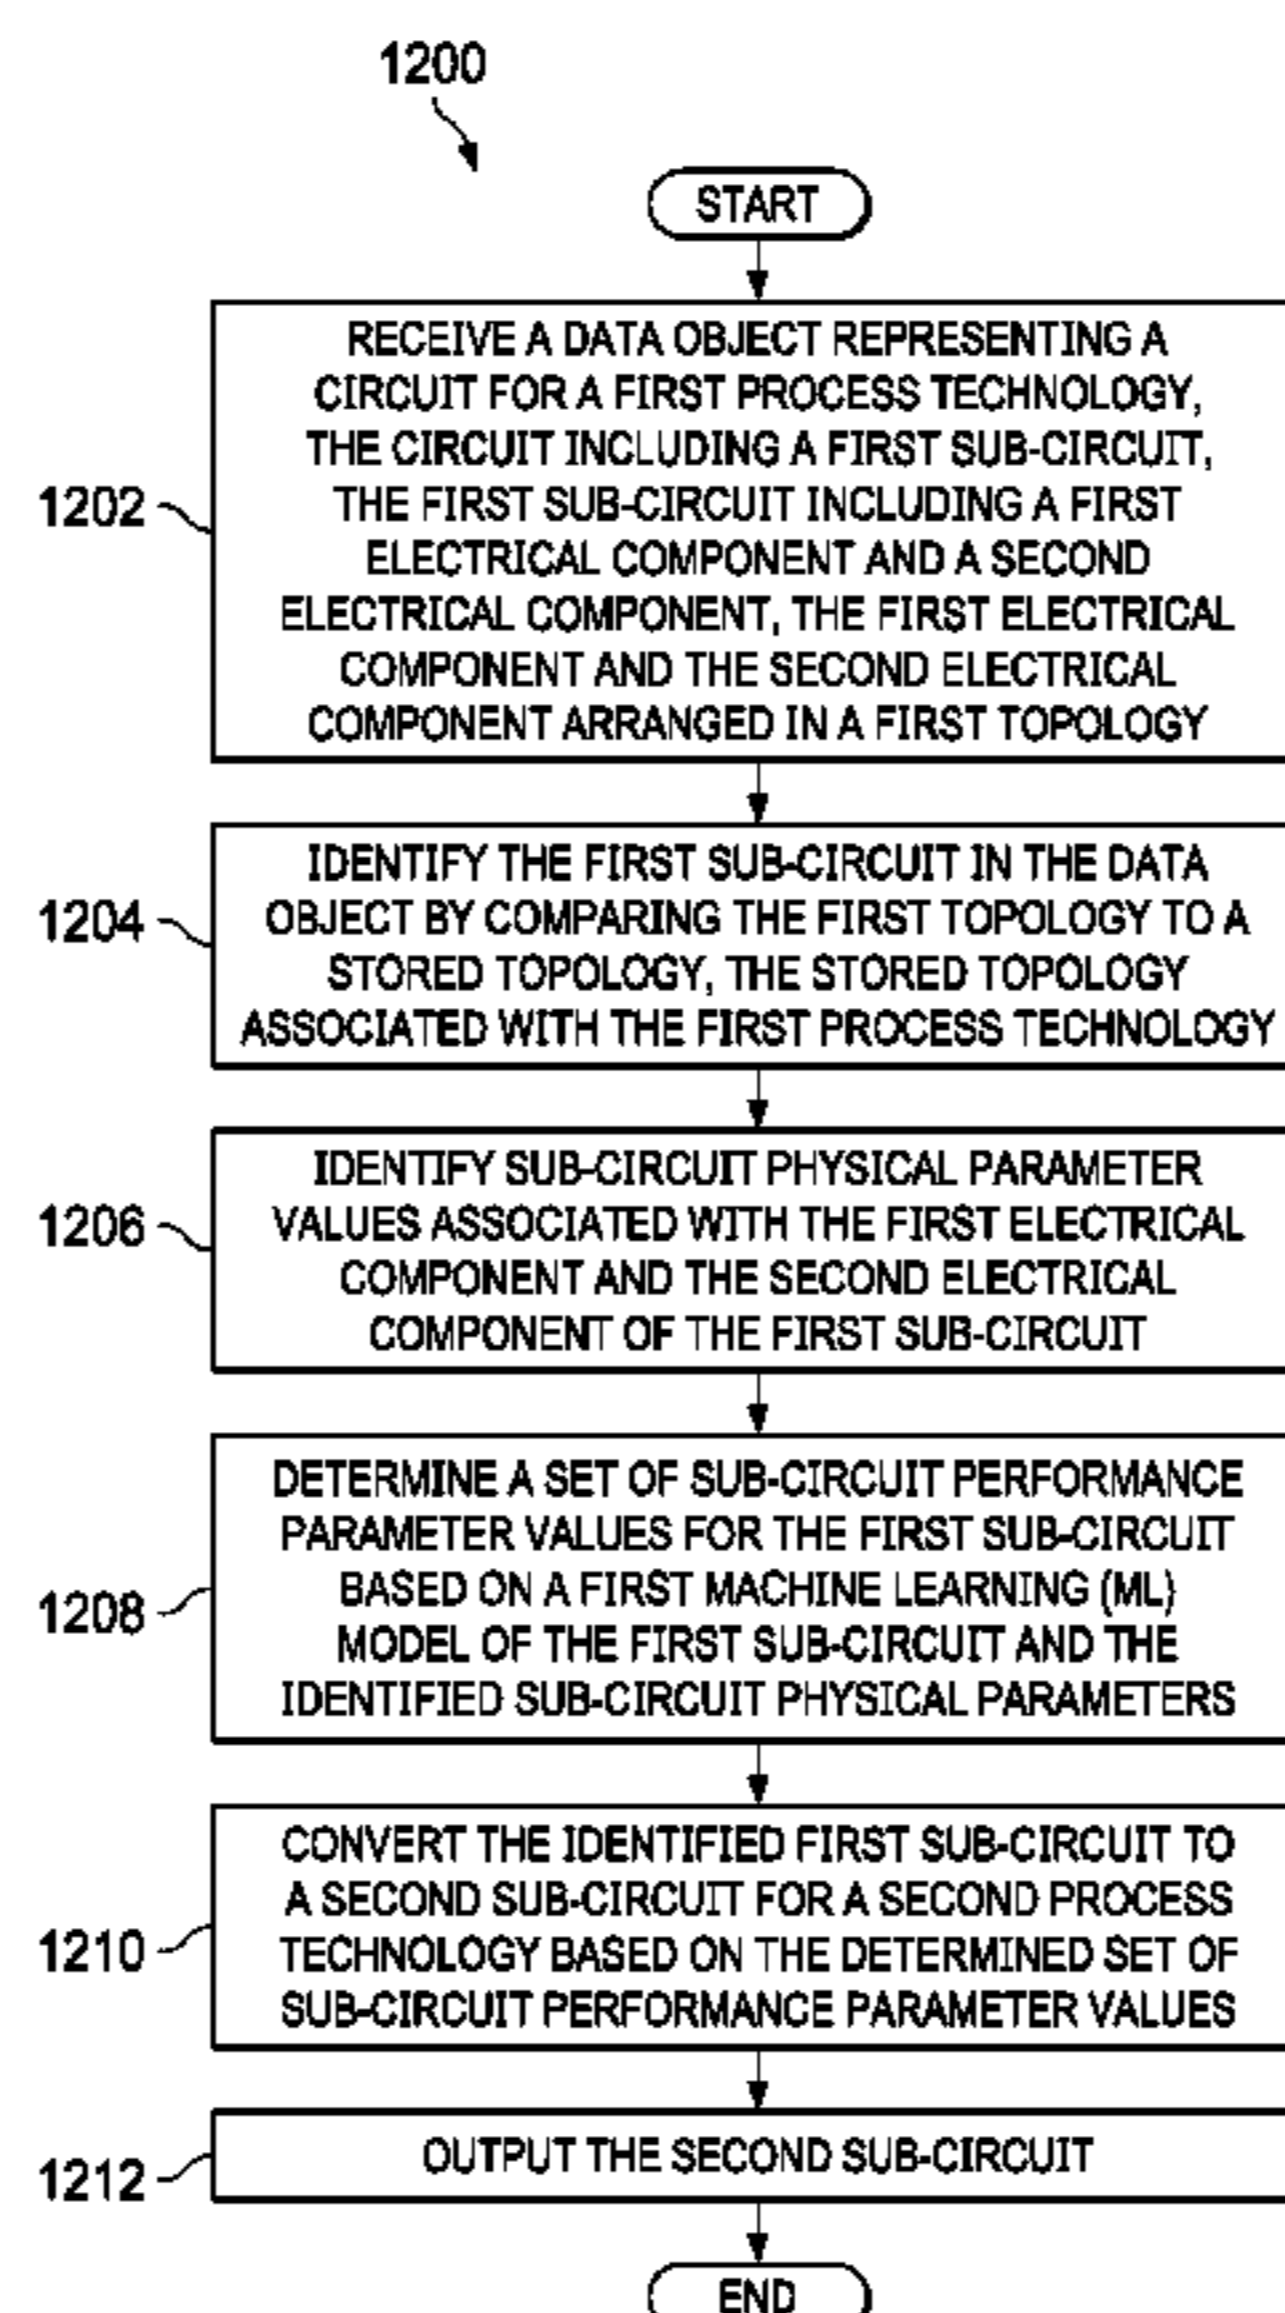 1200
START
RECEIVE A DATA OBJECT REPRESENTING A
CIRCUIT FOR A FIRST PROCESS TECHNOLOGY,
THE CIRCUIT INCLUDING A FIRST SUB-CIRCUIT,
THE FIRST SUB-CIRCUIT INCLUDING A FIRST
ELECTRICAL COMPONENT AND A SECOND
ELECTRICAL COMPONENT, THE FIRST ELECTRICAL
COMPONENT AND THE SECOND ELECTRICAL
COMPONENT ARRANGED IN A FIRST TOPOLOGY
1202
IDENTIFY THE FIRST SUB-CIRCUIT IN THE DATA
OBJECT BY COMPARING THE FIRST TOPOLOGY TO A
STORED TOPOLOGY, THE STORED TOPOLOGY
ASSOCIATED WITH THE FIRST PROCESS TECHNOLOGY
1204
IDENTIFY SUB-CIRCUIT PHYSICAL PARAMETER
VALUES ASSOCIATED WITH THE FIRST ELECTRICAL
COMPONENT AND THE SECOND ELECTRICAL
COMPONENT OF THE FIRST SUB-CIRCUIT
1206
DETERMINE A SET OF SUB-CIRCUIT PERFORMANCE
PARAMETER VALUES FOR THE FIRST SUB-CIRCUIT
BASED ON A FIRST MACHINE LEARNING (ML)
MODEL OF THE FIRST SUB-CIRCUIT AND THE
IDENTIFIED SUB-CIRCUIT PHYSICAL PARAMETERS
1208
CONVERT THE IDENTIFIED FIRST SUB-CIRCUIT TO
A SECOND SUB-CIRCUIT FOR A SECOND PROCESS
TECHNOLOGY BASED ON THE DETERMINED SET OF
SUB-CIRCUIT PERFORMANCE PARAMETER VALUES
1210
OUTPUT THE SECOND SUB-CIRCUIT
1212
END